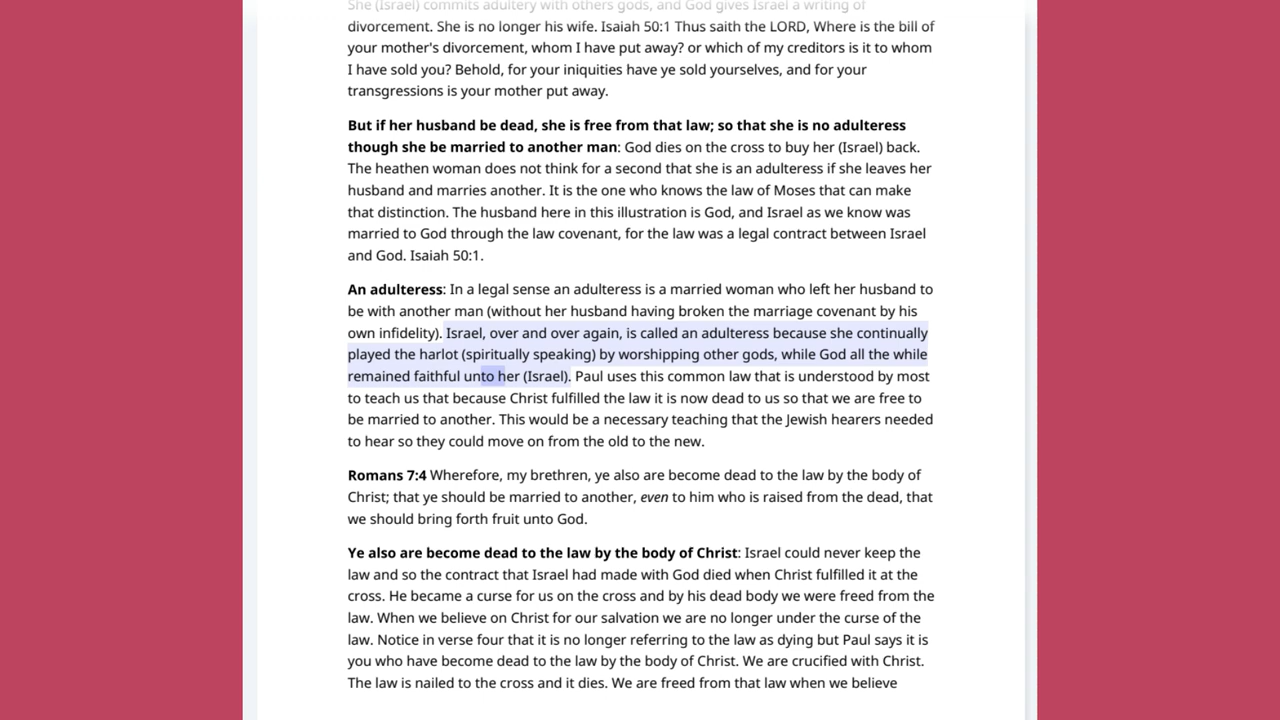 She (Israel) commits adultery with others gods, and God gives Israel a writing of
divorcement. She is no longer his wife. Isaiah 50:1 Thus saith the LORD, Where is the bill of
your mother's divorcement, whom I have put away? or which of my creditors is it to whom
I have sold you? Behold, for your iniquities have ye sold yourselves, and for your
transgressions is your mother put away.
But if her husband be dead, she is free from that law; so that she is no adulteress
though she be married to another man: God dies on the cross to buy her (Israel) back.
The heathen woman does not think for a second that she is an adulteress if she leaves her
husband and marries another. It is the one who knows the law of Moses that can make
that distinction. The husband here in this illustration is God, and Israel as we know was
married to God through the law covenant, for the law was a legal contract between Israel
and God. Isaiah 50:1.
An adulteress: In a legal sense an adulteress is a married woman who left her husband to
be with another man (without her husband having broken the marriage covenant by his
own infidelity). Israel, over and over again, is called an adulteress because she continually
played the harlot (spiritually speaking) by worshipping other gods, while God all the while
remained faithful unto her (Israel). Paul uses this common law that is understood by most
to teach us that because Christ fulfilled the law it is now dead to us so that we are free to
be married to another. This would be a necessary teaching that the Jewish hearers needed
to hear so they could move on from the old to the new.
Romans 7:4 Wherefore, my brethren, ye also are become dead to the law by the body of
Christ; that ye should be married to another, even to him who is raised from the dead, that
we should bring forth fruit unto God.
Ye also are become dead to the law by the body of Christ: Israel could never keep the
law and so the contract that Israel had made with God died when Christ fulfilled it at the
cross. He became a curse for us on the cross and by his dead body we were freed from the
law. When we believe on Christ for our salvation we are no longer under the curse of the
law. Notice in verse four that it is no longer referring to the law as dying but Paul says it is
you who have become dead to the law by the body of Christ. We are crucified with Christ.
The law is nailed to the cross and it dies. We are freed from that law when we believe